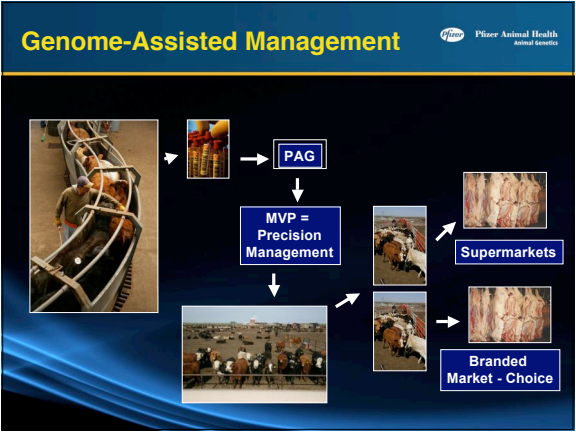 Genome-Assisted Management
Pfizer
Pfizer Animal Health
Animal Genetics
PAG
MVP =
Precision
Management
Supermarkets
Branded
Market - Choice